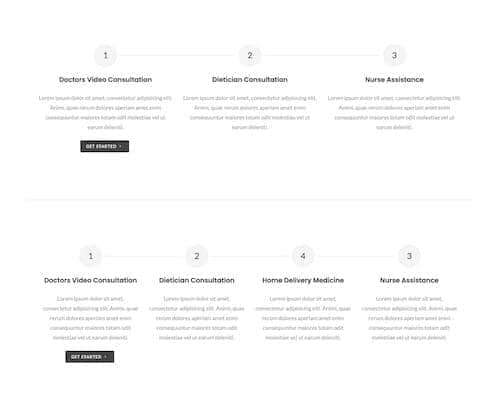 1 2 3
Doctors Video Consultation Dietician Consultation Nurse Assistance
Lorem ipsum dolor sit amet, consectetur adipisicing elit. Lorem ipsum dolor sit amet, consectetur adipisicing elit. Lorem ipsum dolor sit amet, consectetur adipisicing elit.
Animi, quae rerum dolores aperiam amet enim Animi, quae rerum dolores aperiam amet enim Animi, quae rerum dolores aperiam amet enim
consequuntur maiores totam odit molestiae vel ut consequuntur maiores totam odit molestiae vel ut consequuntur maiores totam odit molestiae vel ut
earum deleniti. earum deleniti. earum deleniti.
GET STARTED
1 2 4 3
Doctors Video Consultation Dietician Consultation Home Delivery Medicine Nurse Assistance
Lorem ipsum dolor sit amet, Lorem ipsum dolor sit amet, Lorem ipsum dolor sit amet, Lorem ipsum dolor sit amet,
consectetur adipisicing elit. Animi, quae consectetur adipisicing elit. Animi, quae consectetur adipisicing elit. Animi, quae consectetur adipisicing elit. Animi, quae
rerum dolores aperiam amet enim rerum dolores aperiam amet enim rerum dolores aperiam amet enim rerum dolores aperiam amet enim
consequuntur maiores totam odit consequuntur maiores totam odit consequuntur maiores totam odit consequuntur maiores totam odit
molestiae vel ut earum deleniti. molestiae vel ut earum deleniti. molestiae vel ut earum deleniti. molestiae vel ut earum deleniti.
GET STARTED